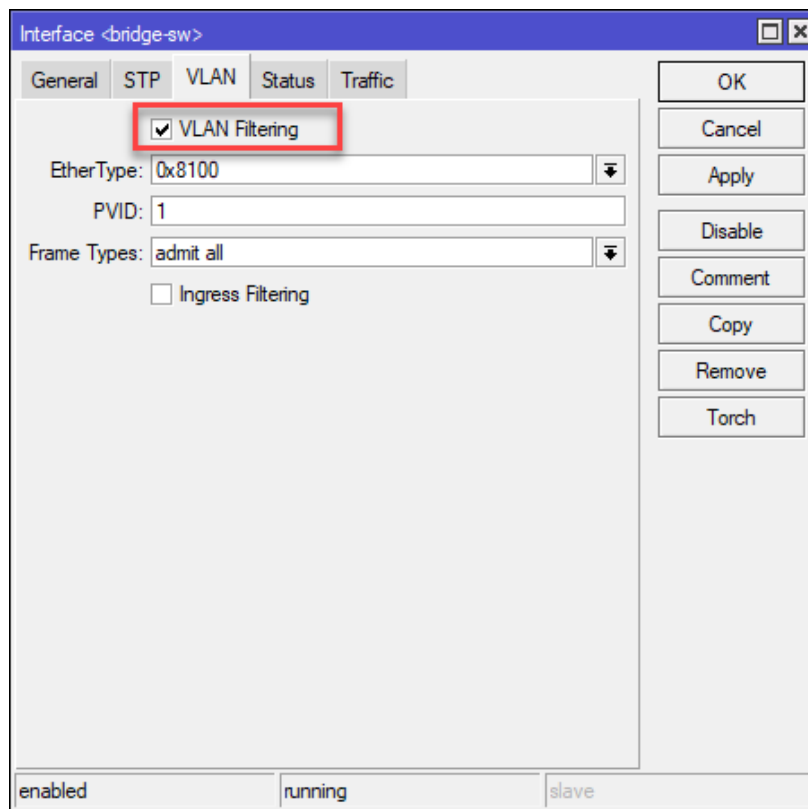 Interface <bridge-sw>
General STP VLAN Status Traffic
VLAN Filtering
EtherType: 0x8100
PVID: 1
Frame Types: admit all
Ingress Filtering
OK
Cancel
Apply
Disable
Comment
Copy
Remove
Torch
enabled running slave